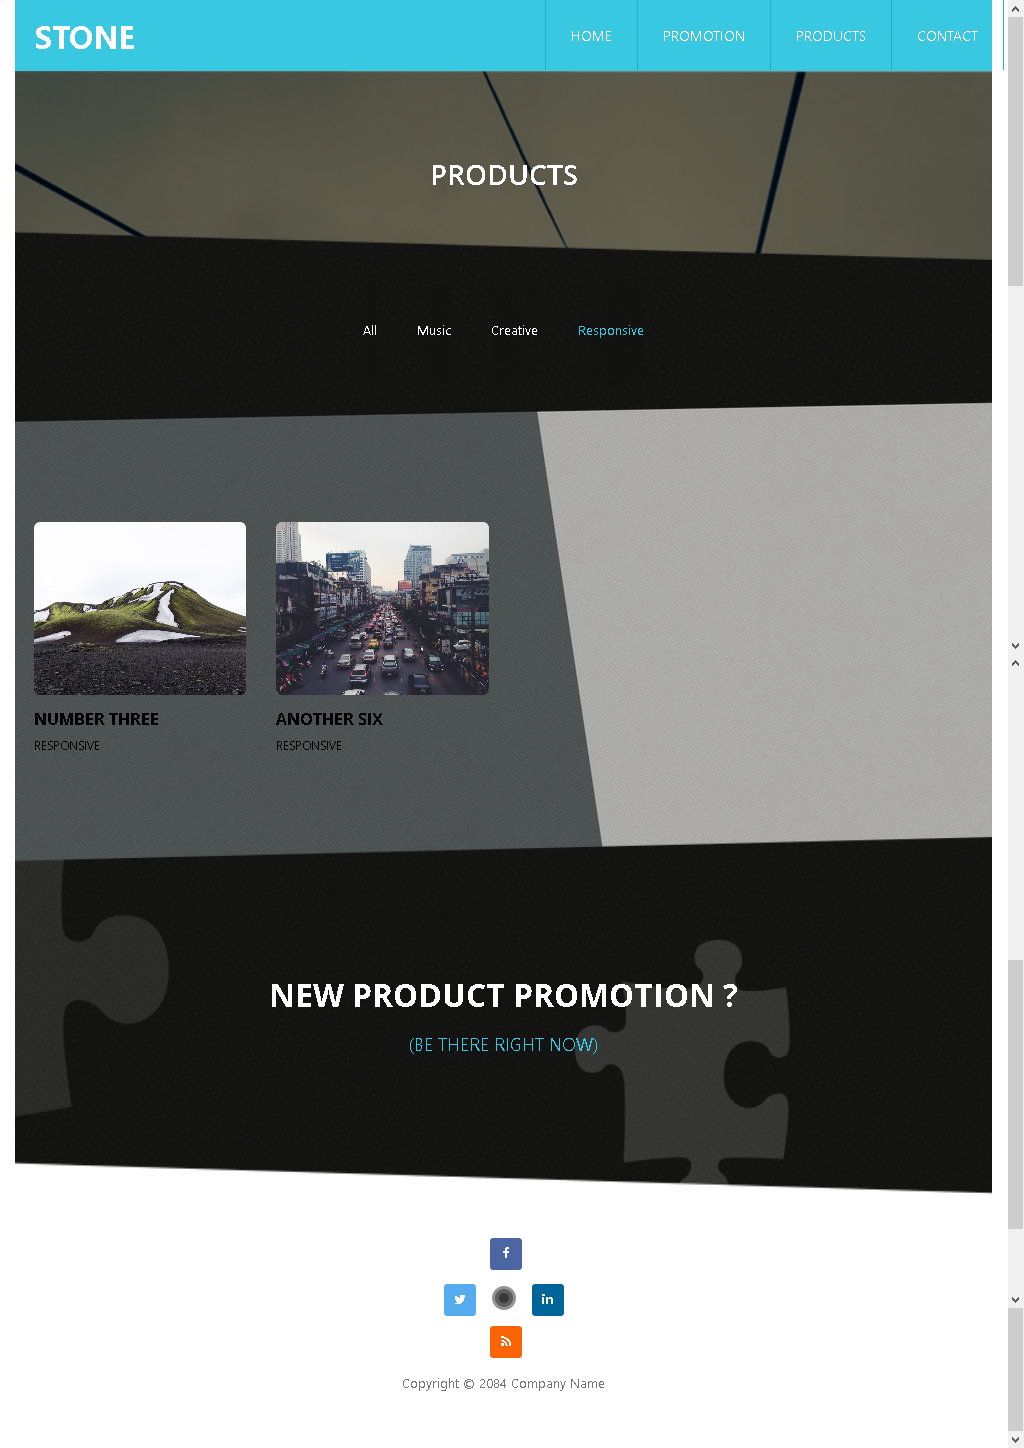 STONE
HOME PROMOTION PRODUCTS CONTACT
PRODUCTS
All Music Creative Responsive
NUMBER THREE
RESPONSIVE
ANOTHER SIX
RESPONSIVE
NEW PRODUCT PROMOTION ?
(BE THERE RIGHT NOW)
f
in
Copyright © 2084 Company Name